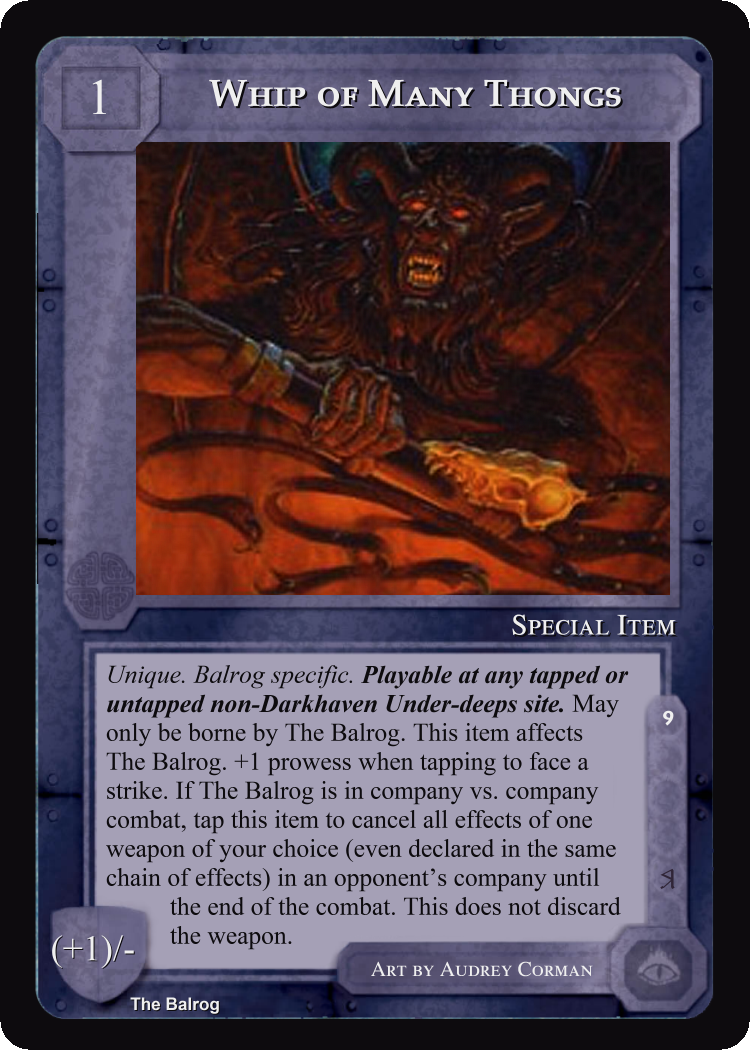 1
Whip of Many Thongs
Special Item
Unique. Balrog specific. Playable at any tapped or
untapped non-Darkhaven Under-deeps site. May
only be borne by The Balrog. This item affects
The Balrog. +1 prowess when tapping to face a
strike. If The Balrog is in company vs. company
combat, tap this item to cancel all effects of one
weapon of your choice (even declared in the same
chain of effects) in an opponent’s company until
the end of the combat. This does not discard
the weapon.
9
(+1)/-
Art by Audrey Corman
The Balrog